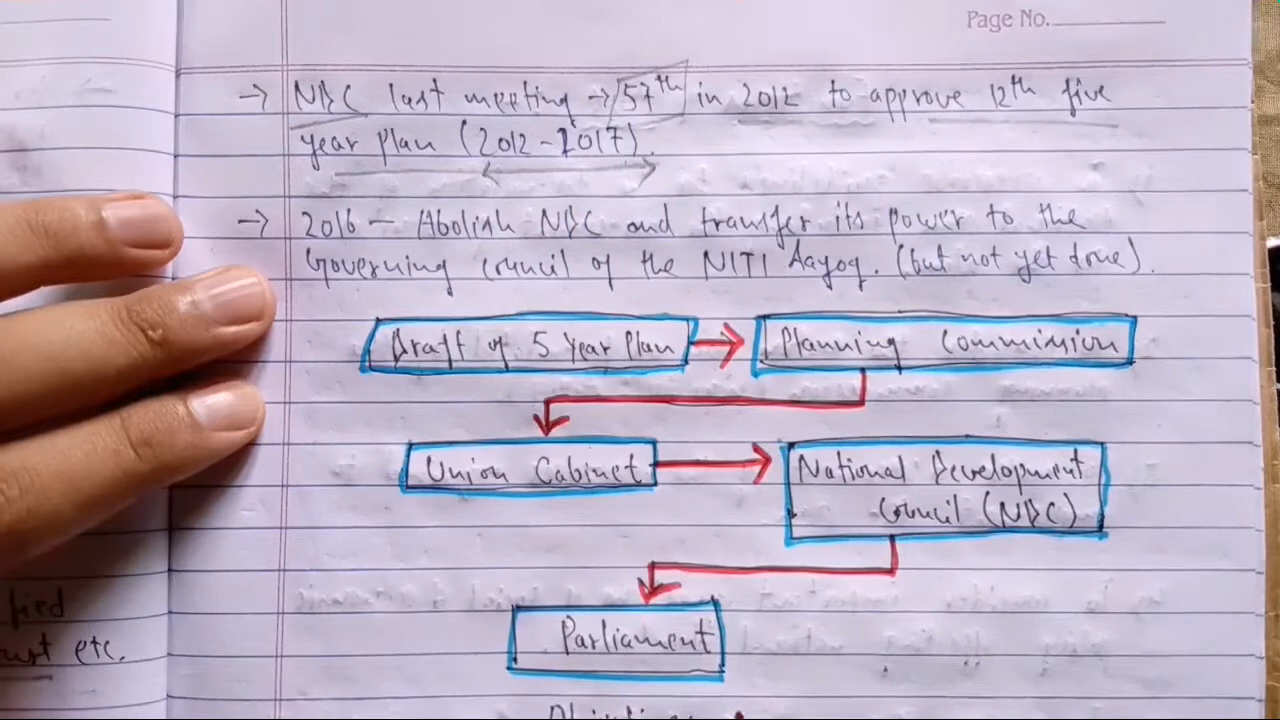 Page No.
→ NDC last meeting → 57th in 2012 to approve 12th five
year plan (2012-2017).
→ 2016 - Abolish NDC and transfer its power to the
Governing council of the NITI Aayog. (but not yet done).
Draft of 5 Year Plan → Planning Commission
Union Cabinet → National Development
Council (NDC)
Parliament
etc.